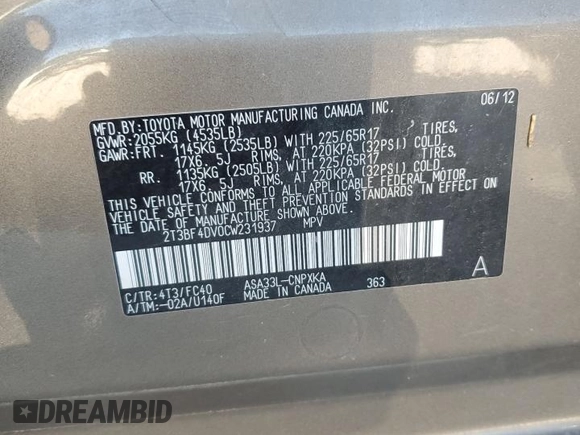 MFD.BY:TOYOTA MOTOR MANUFACTURING CANADA INC. 06/12
GVWR:2055KG (4535LB)
GAWR:FRT. 1145KG (2535LB) WITH 225/65R17 TIRES,
17X6.5J RIMS, AT 220KPA (32PSI) COLD
RR. 1135KG (2505LB) WITH 225/65R17 TIRES,
17X6.5J RIMS, AT 220KPA (32PSI) COLD
THIS VEHICLE CONFORMS TO ALL APPLICABLE FEDERAL MOTOR
VEHICLE SAFETY AND THEFT PREVENTION STANDARDS IN
EFFECT ON THE DATE OF MANUFACTURE SHOWN ABOVE.
2T3BF4DV0CW231937 MPV
C/TR:4T3/FC40 ASA33L-CNPXKA 363 A
A/TM:-02A/U140F MADE IN CANADA
DREAMBID